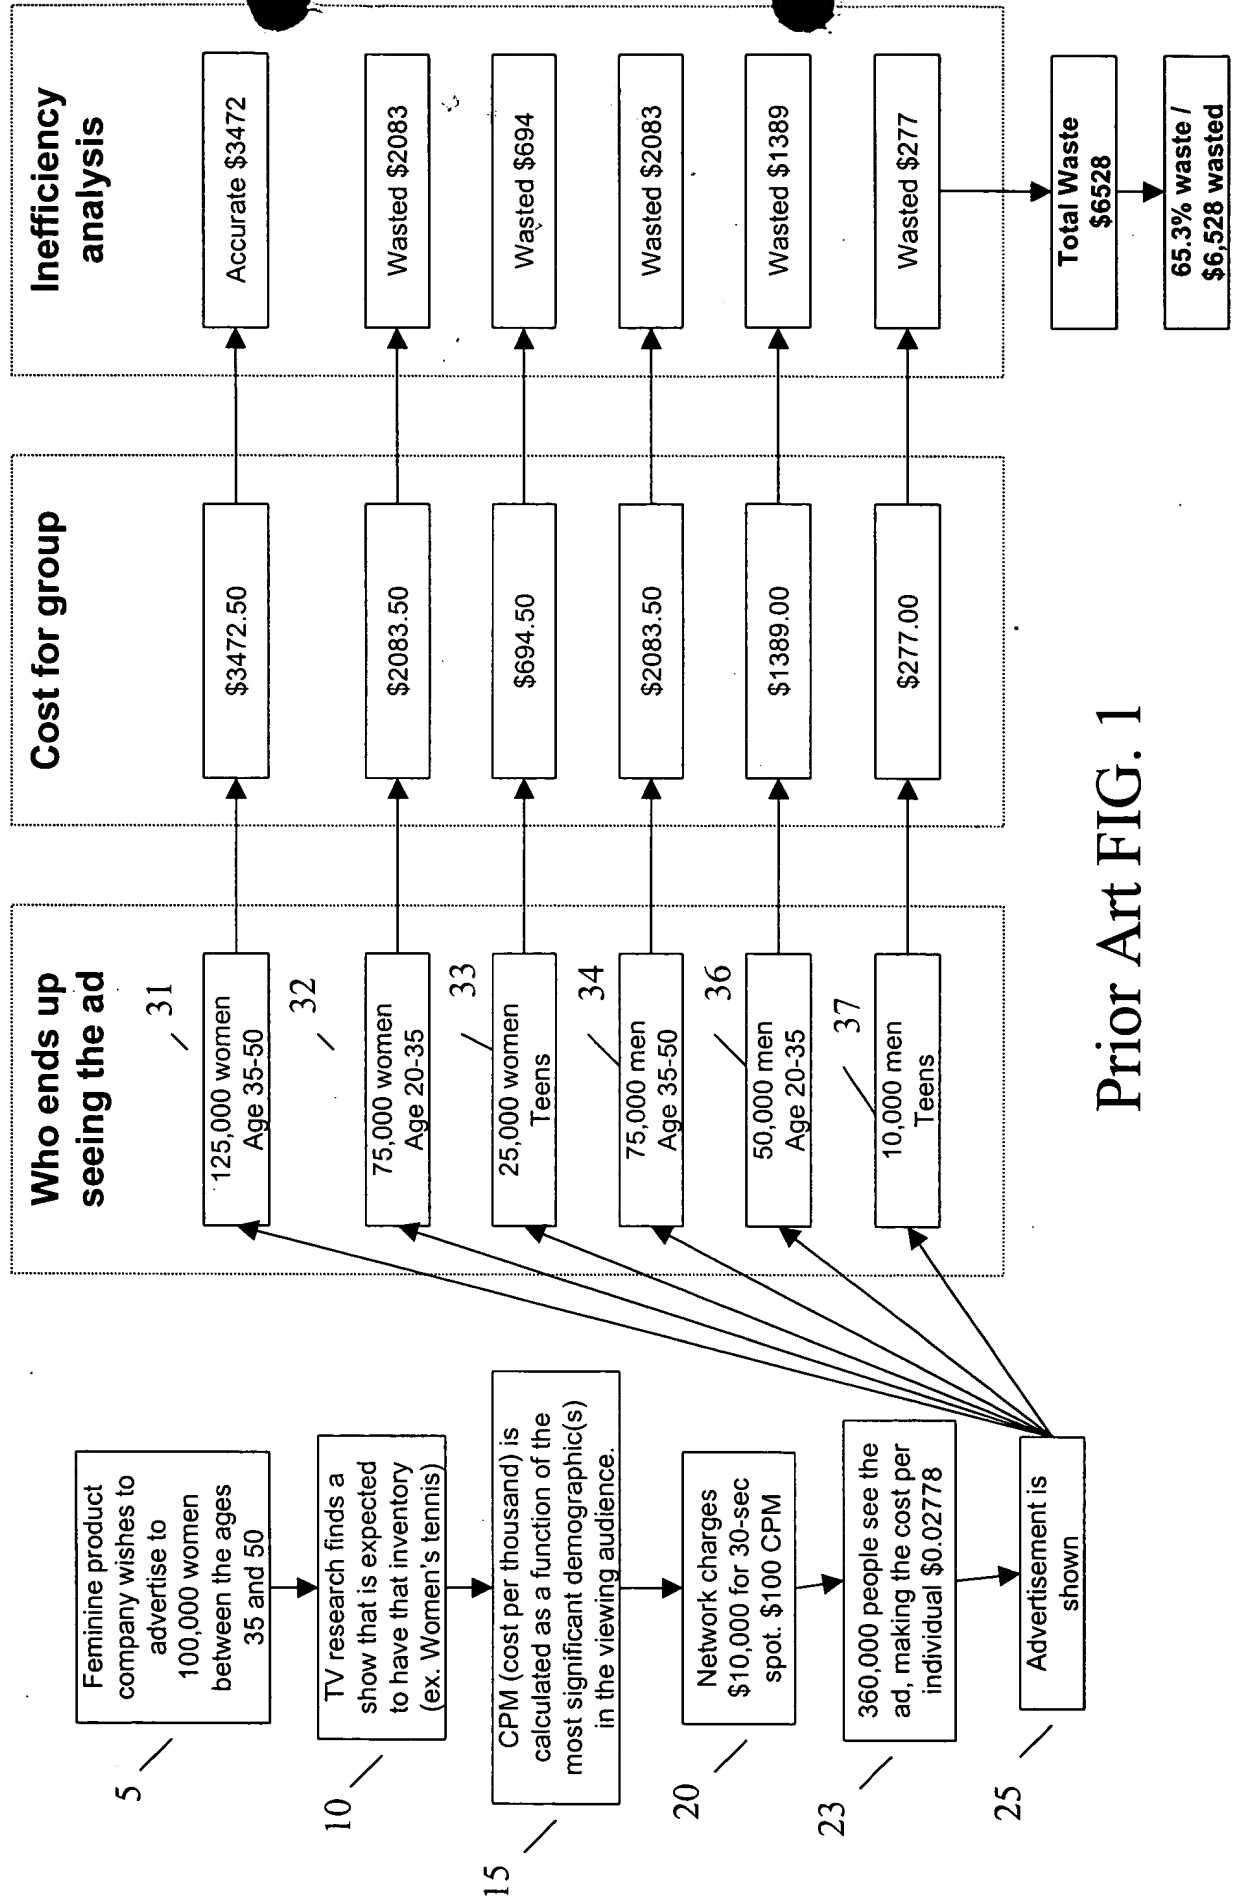 5
Feminine product
company wishes to
advertise to
100,000 women
between the ages
35 and 50
10
TV research finds a
show that is expected
to have that inventory
(ex. Women's tennis)
15
CPM (cost per thousand) is
calculated as a function of the
most significant demographic(s)
in the viewing audience.
20
Network charges
$10,000 for 30-sec
spot. $100 CPM
23
360,000 people see the
ad, making the cost per
individual $0.02778
25
Advertisement is
shown
Who ends up
seeing the ad
31
125,000 women
Age 35-50
32
75,000 women
Age 20-35
33
25,000 women
Teens
34
75,000 men
Age 35-50
36
50,000 men
Age 20-35
37
10,000 men
Teens
Cost for group
$3472.50
$2083.50
$694.50
$2083.50
$1389.00
$277.00
Inefficiency
analysis
Accurate $3472
Wasted $2083
Wasted $694
Wasted $2083
Wasted $1389
Wasted $277
Total Waste
$6528
65.3% waste /
$6,528 wasted
Prior Art FIG. 1